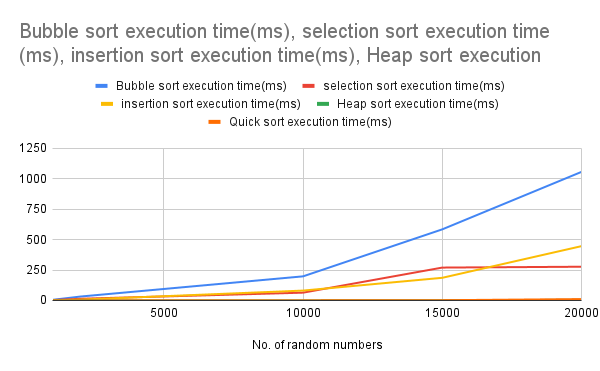 Bubble sort execution time(ms), selection sort execution time
(ms), insertion sort execution time(ms), Heap sort execution
Bubble sort execution time(ms) selection sort execution time(ms)
insertion sort execution time(ms) Heap sort execution time(ms)
Quick sort execution time(ms)
1250
1000
750
500
250
0
5000 10000 15000 20000
No. of random numbers